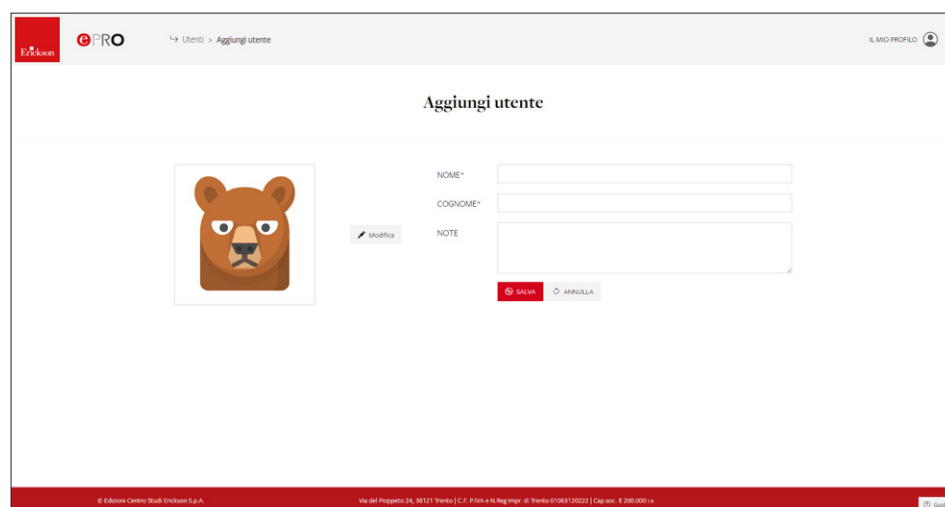 Erickson
ePRO
Utenti > Aggiungi utente
IL MIO PROFILO
Aggiungi utente
NOME*
COGNOME*
Modifica
NOTE
SALVA
ANNULLA
© Edizioni Centro Studi Erickson S.p.A.
Via del Pioppeto 24, 38121 Trento | C.F. P.IVA e N.Reg Impr. di Trento 01063120222 | Cap.soc. € 200.000 i.v.